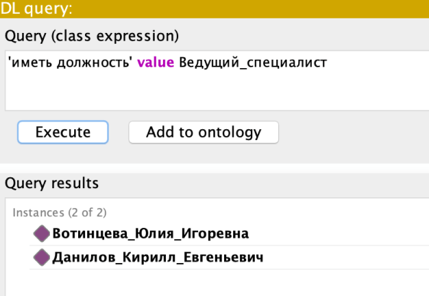 DL query:
Query (class expression)
'иметь должность' value Ведущий_специалист
Execute Add to ontology
Query results
Instances (2 of 2)
Вотинцева_Юлия_Игоревна
Данилов_Кирилл_Евгеньевич